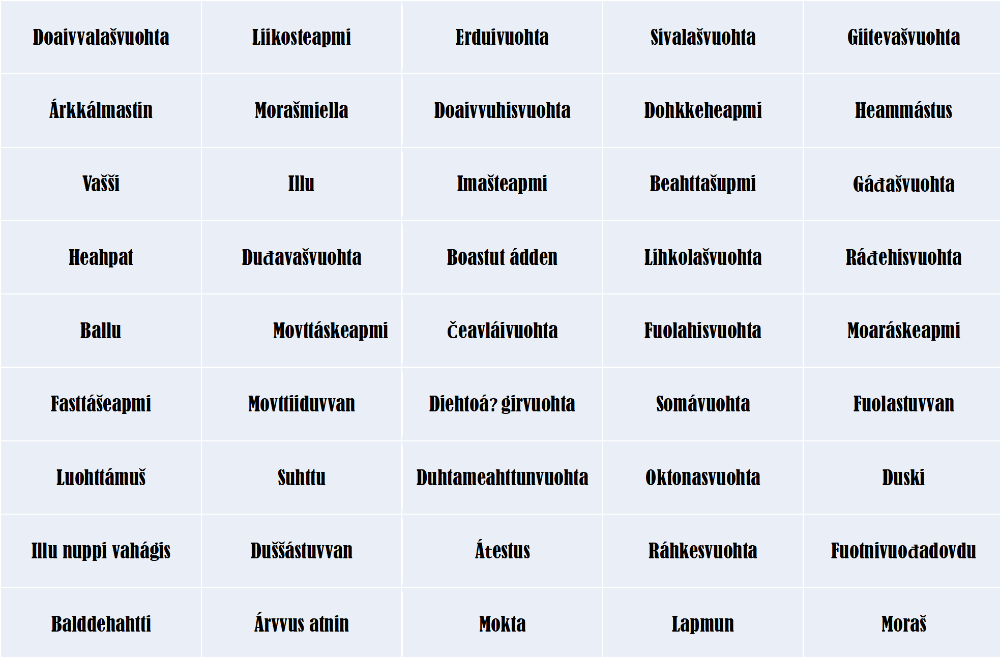 Doaivvalašvuohta Liikosteapmi Erduivuohta Sivalašvuohta Giitevašvuohta
Árkkálmastin Morašmiella Doaivvuhisvuohta Dohkkeheapmi Heammástus
Vašši Illu Imašteapmi Beahttašupmi Gáđašvuohta
Heahpat Duđavašvuohta Boastut ádden Lihkolašvuohta Ráđehisvuohta
Ballu Movttáskeapmi Čeavláivuohta Fuolahisvuohta Moaráskeapmi
Fasttášeapmi Movttiiduvvan Diehtoá? girvuohta Somávuohta Fuolastuvvan
Luohttámuš Suhttu Duhtameahttunvuohta Oktonasvuohta Duski
Illu nuppi vahágis Duššástuvvan Átestus Ráhkesvuohta Fuotnivuođadovdu
Balddehahtti Árvvus atnin Mokta Lapmun Moraš